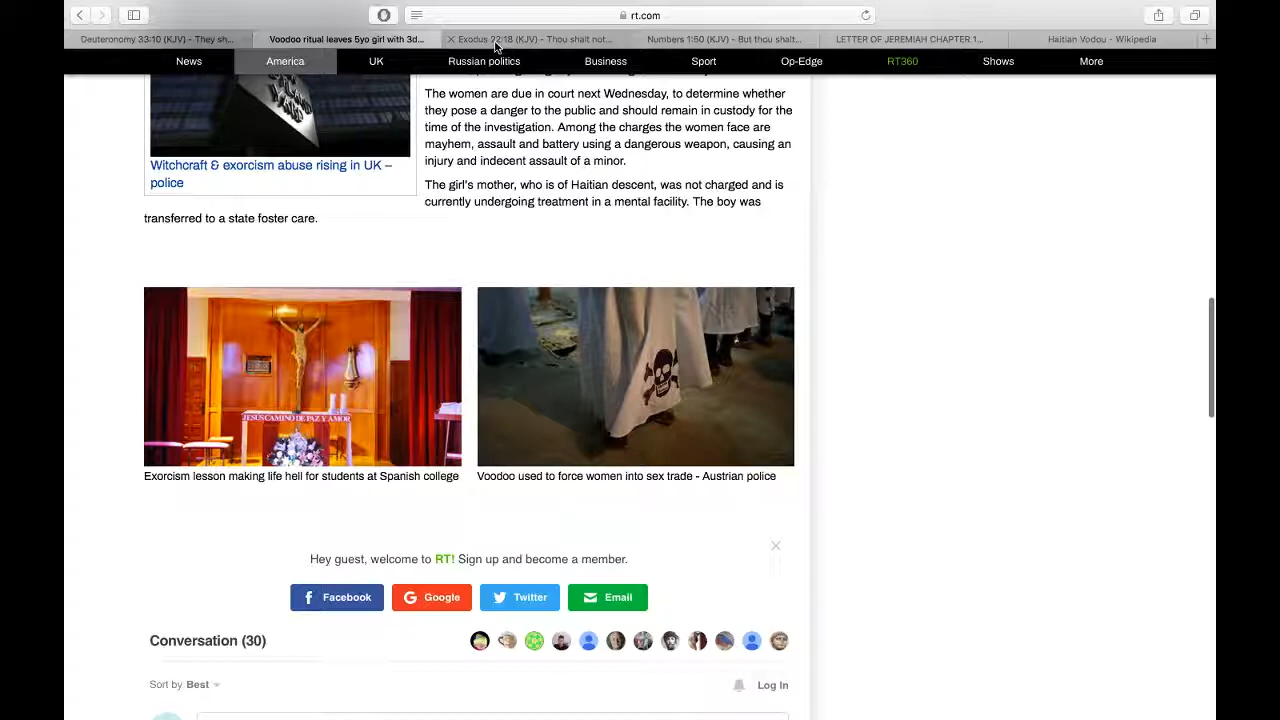 rt.com
Deuteronomy 33:10 (KJV) - They sh...
Voodoo ritual leaves 5yo girl with 3d...
Exodus 22:18 (KJV) - Thou shalt not...
Numbers 1:50 (KJV) - But thou shalt...
LETTER OF JEREMIAH CHAPTER 1...
Haitian Vodou - Wikipedia
News
America
UK
Russian politics
Business
Sport
Op-Edge
RT360
Shows
More
The women are due in court next Wednesday, to determine whether
they pose a danger to the public and should remain in custody for the
time of the investigation. Among the charges the women face are
mayhem, assault and battery using a dangerous weapon, causing an
injury and indecent assault of a minor.
Witchcraft & exorcism abuse rising in UK –
police
The girl's mother, who is of Haitian descent, was not charged and is
currently undergoing treatment in a mental facility. The boy was
transferred to a state foster care.
JESUS CAMINO DE PAZ Y AMOR
Exorcism lesson making life hell for students at Spanish college
Voodoo used to force women into sex trade - Austrian police
Hey guest, welcome to RT! Sign up and become a member.
Facebook
Google
Twitter
Email
Conversation (30)
Sort by Best
Log In